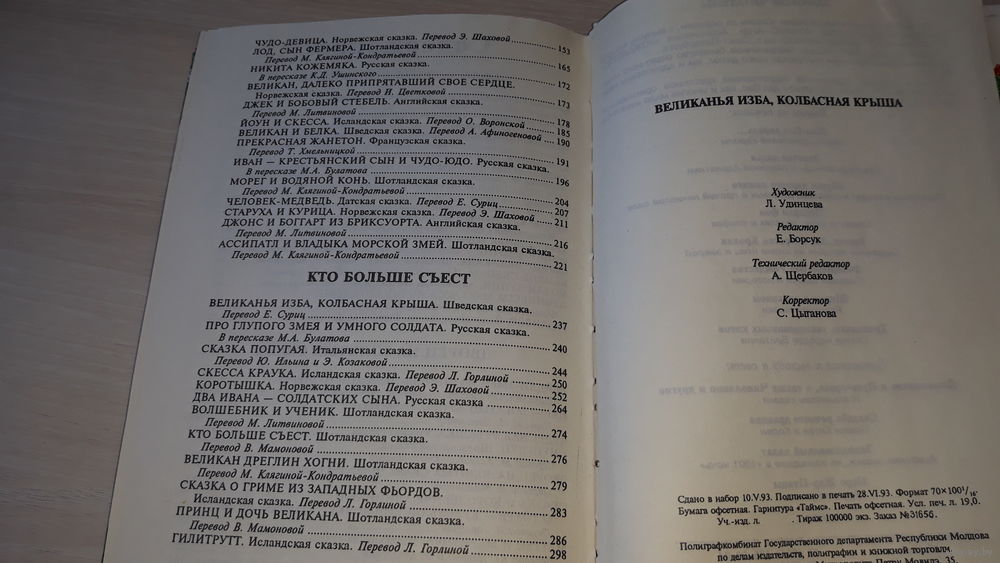 ЧУДО-ДЕВИЦА. Норвежская сказка. Перевод Э. Шаховой 153
ЛОД, СЫН ФЕРМЕРА. Шотландская сказка.
Перевод М. Клягиной-Кондратьевой 165
НИКИТА КОЖЕМЯКА. Русская сказка.
В пересказе К.Д. Ушинского 172
ВЕЛИКАН, ДАЛЕКО ПРИПРЯТАВШИЙ СВОЕ СЕРДЦЕ.
Норвежская сказка. Перевод И. Цветковой 173
ДЖЕК И БОБОВЫЙ СТЕБЕЛЬ. Английская сказка.
Перевод М. Литвиновой 178
ЙОУН И СКЕССА. Исландская сказка. Перевод О. Воронской 185
ВЕЛИКАН И БЕЛКА. Шведская сказка. Перевод А. Афиногеновой 190
ПРЕКРАСНАЯ ЖАНЕТОН. Французская сказка.
Перевод Т. Хмельницкой 191
ИВАН — КРЕСТЬЯНСКИЙ СЫН И ЧУДО-ЮДО. Русская сказка.
В пересказе М.А. Булатова 196
МОРЕГ И ВОДЯНОЙ КОНЬ. Шотландская сказка.
Перевод М. Клягиной-Кондратьевой 204
ЧЕЛОВЕК-МЕДВЕДЬ. Датская сказка. Перевод Е. Суриц 207
СТАРУХА И КУРИЦА. Норвежская сказка. Перевод Э. Шаховой 211
ДЖОНС И БОГГАРТ ИЗ БРИКСУОРТА. Английская сказка.
Перевод М. Литвиновой 216
АССИПАТЛ И ВЛАДЫКА МОРСКОЙ ЗМЕЙ. Шотландская сказка.
Перевод М. Клягиной-Кондратьевой 221
КТО БОЛЬШЕ СЪЕСТ
ВЕЛИКАНЬЯ ИЗБА, КОЛБАСНАЯ КРЫША. Шведская сказка.
Перевод Е. Суриц 237
ПРО ГЛУПОГО ЗМЕЯ И УМНОГО СОЛДАТА. Русская сказка.
В пересказе М.А. Булатова 240
СКАЗКА ПОПУГАЯ. Итальянская сказка.
Перевод Ю. Ильина и Э. Козаковой 244
СКЕССА КРАУКА. Исландская сказка. Перевод Л. Горлиной 250
КОРОТЫШКА. Норвежская сказка. Перевод Э. Шаховой 252
ДВА ИВАНА — СОЛДАТСКИХ СЫНА. Русская сказка 264
ВОЛШЕБНИК И УЧЕНИК. Шотландская сказка.
Перевод М. Литвиновой 274
КТО БОЛЬШЕ СЪЕСТ. Шотландская сказка.
Перевод В. Мамоновой 276
ВЕЛИКАН ДРЕГЛИН ХОГНИ. Шотландская сказка.
Перевод М. Клягиной-Кондратьевой 279
СКАЗКА О ГРИМЕ ИЗ ЗАПАДНЫХ ФЬОРДОВ.
Исландская сказка. Перевод Л. Горлиной 283
ПРИНЦ И ДОЧЬ ВЕЛИКАНА. Шотландская сказка.
Перевод В. Мамоновой 286
ГИЛИТРУТТ. Исландская сказка. Перевод Л. Горлиной 298
ВЕЛИКАНЬЯ ИЗБА, КОЛБАСНАЯ КРЫША
Художник
Л. Удинцева
Редактор
Е. Борсук
Технический редактор
А. Щербаков
Корректор
С. Цыганова
Сдано в набор 10.V.93. Подписано в печать 28.VI.93. Формат 70×100 1/16.
Бумага офсетная. Гарнитура «Таймс». Печать офсетная. Усл. печ. л. 19,0.
Уч.-изд. л. . Тираж 100000 экз. Заказ № 31656.
Полиграфкомбинат Государственного департамента Республики Молдова
по делам издательств, полиграфии и книжной торговли.
Петру Мовилэ, 35.